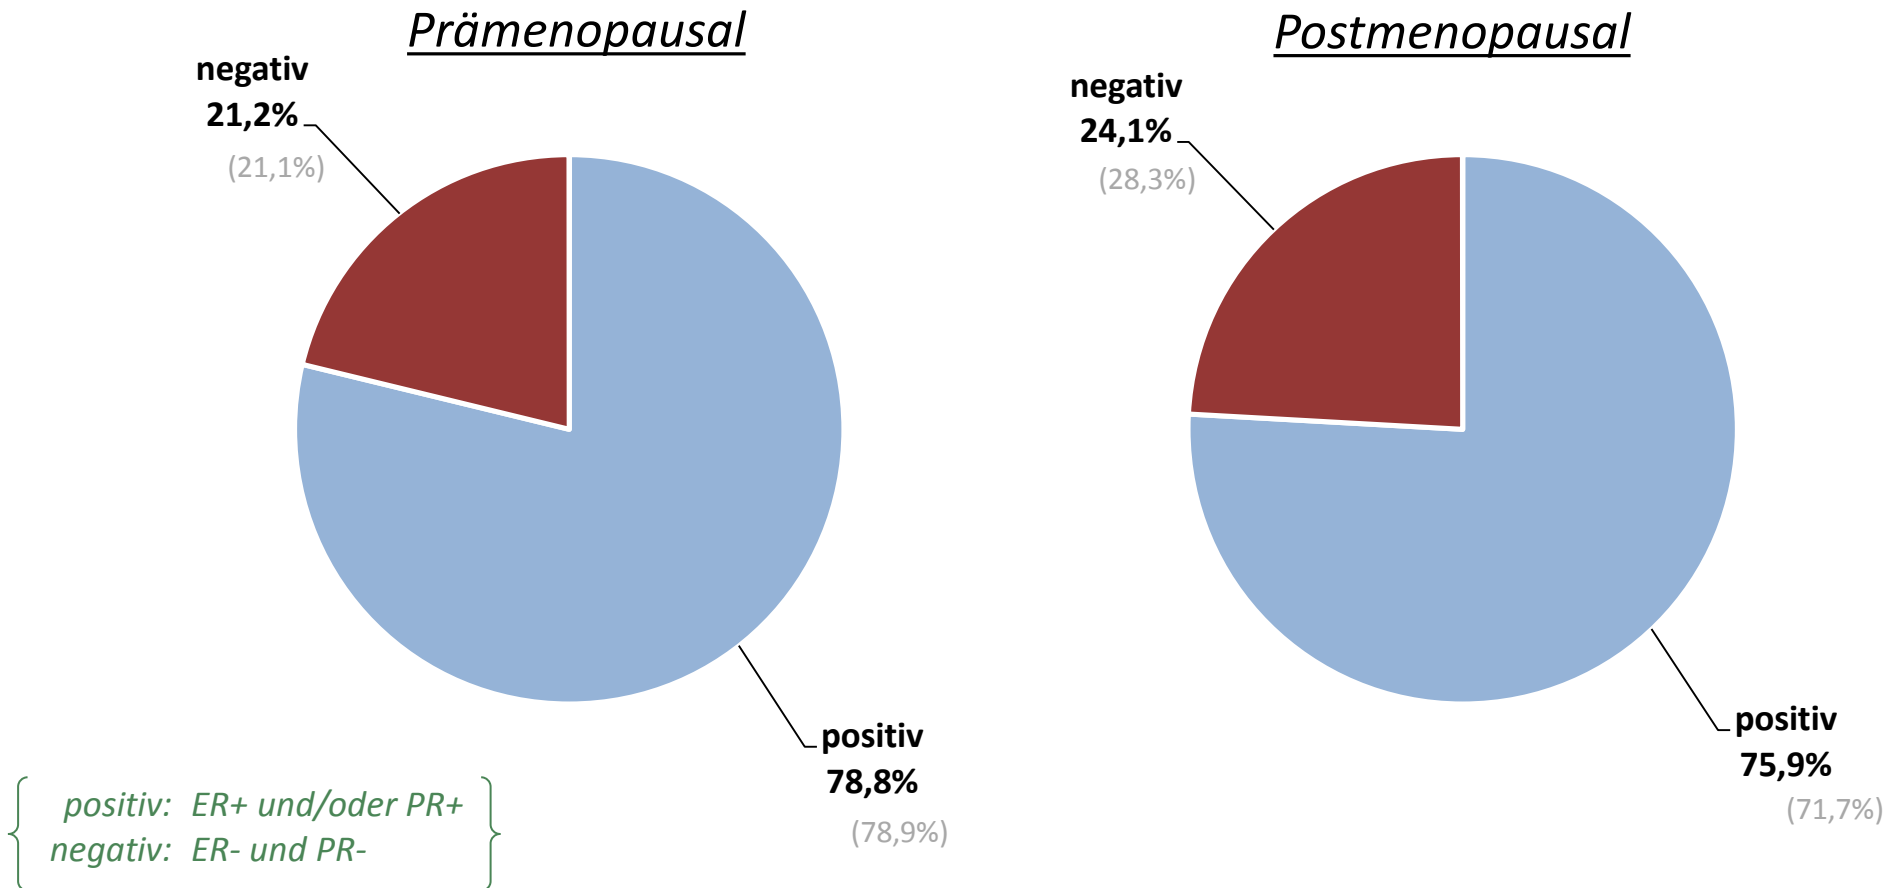 Prämenopausal
negativ
21,2%
(21,1%)
positiv
78,8%
(78,9%)
Postmenopausal
negativ
24,1%
(28,3%)
positiv
75,9%
(71,7%)
positiv: ER+ und/oder PR+
negativ: ER- und PR-